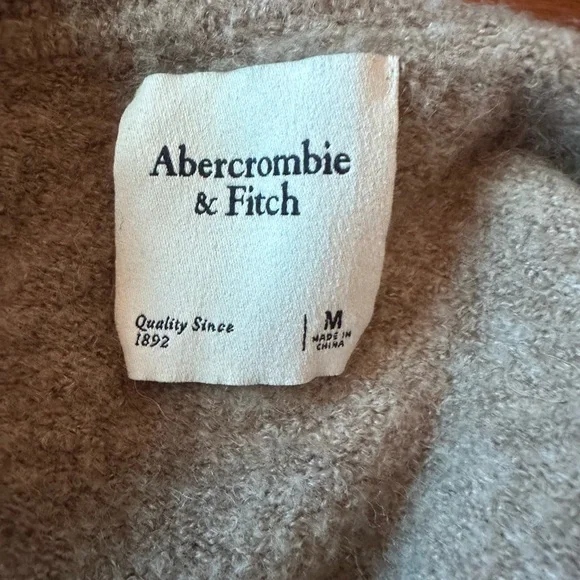 Abercrombie
& Fitch
Quality Since
1892
M
MADE IN
CHINA